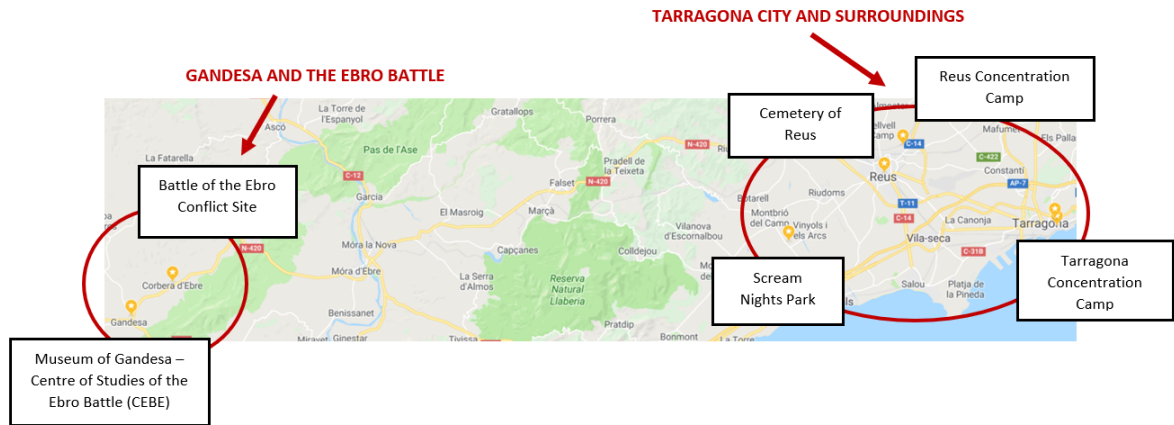 TARRAGONA CITY AND SURROUNDINGS
GANDESA AND THE EBRO BATTLE
Reus Concentration
Camp
Cemetery of
Reus
Battle of the Ebro
Conflict Site
Scream
Nights Park
Tarragona
Concentration
Camp
Museum of Gandesa –
Centre of Studies of the
Ebro Battle (CEBE)
La Torre de
l'Espanyol
Ascó
Gratallops
Porrera
La Fatarella
Pas de l'Ase
N-420
Pradell de
la Teixeta
C-12
Falset
N-420
Garcia
El Masroig
Marçà
Móra la Nova
Capçanes
Colldejou
Vilanova
d'Escornalbou
N-420
Móra d'Ebre
La Serra
d'Almos
Reserva
Natural
Llaberia
Corbera d'Ebre
Gandesa
Benissanet
Pratdip
Miravet
Ginestar
Tivissa
Bonmont
La Torre
Camp
C-14
Mafumet
Els Palla
C-422
Constantí
AP-7
Reus
Riudoms
T-11
C-14
La Canonja
Tarragona
Montbrió
del Camp
Vinyols i
els Arcs
Vila-seca
C-31B
Salou
Platja de
la Pineda